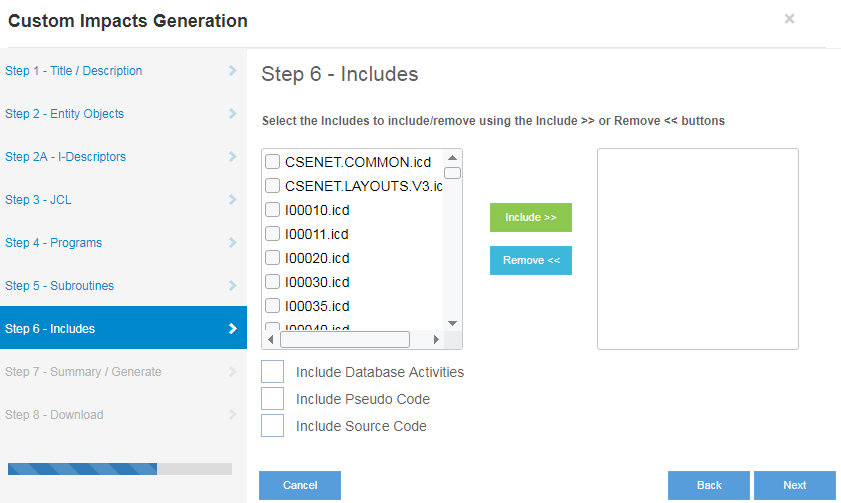 Custom Impacts Generation
×
Step 1 - Title / Description
Step 2 - Entity Objects
Step 2A - I-Descriptors
Step 3 - JCL
Step 4 - Programs
Step 5 - Subroutines
Step 6 - Includes
Step 7 - Summary / Generate
Step 8 - Download
Step 6 - Includes
Select the Includes to include/remove using the Include >> or Remove << buttons
CSENET.COMMON.icd
CSENET.LAYOUTS.V3.ic
I00010.icd
I00011.icd
I00020.icd
I00030.icd
I00035.icd
I00040.icd
Include >>
Remove <<
Include Database Activities
Include Pseudo Code
Include Source Code
Cancel
Back
Next